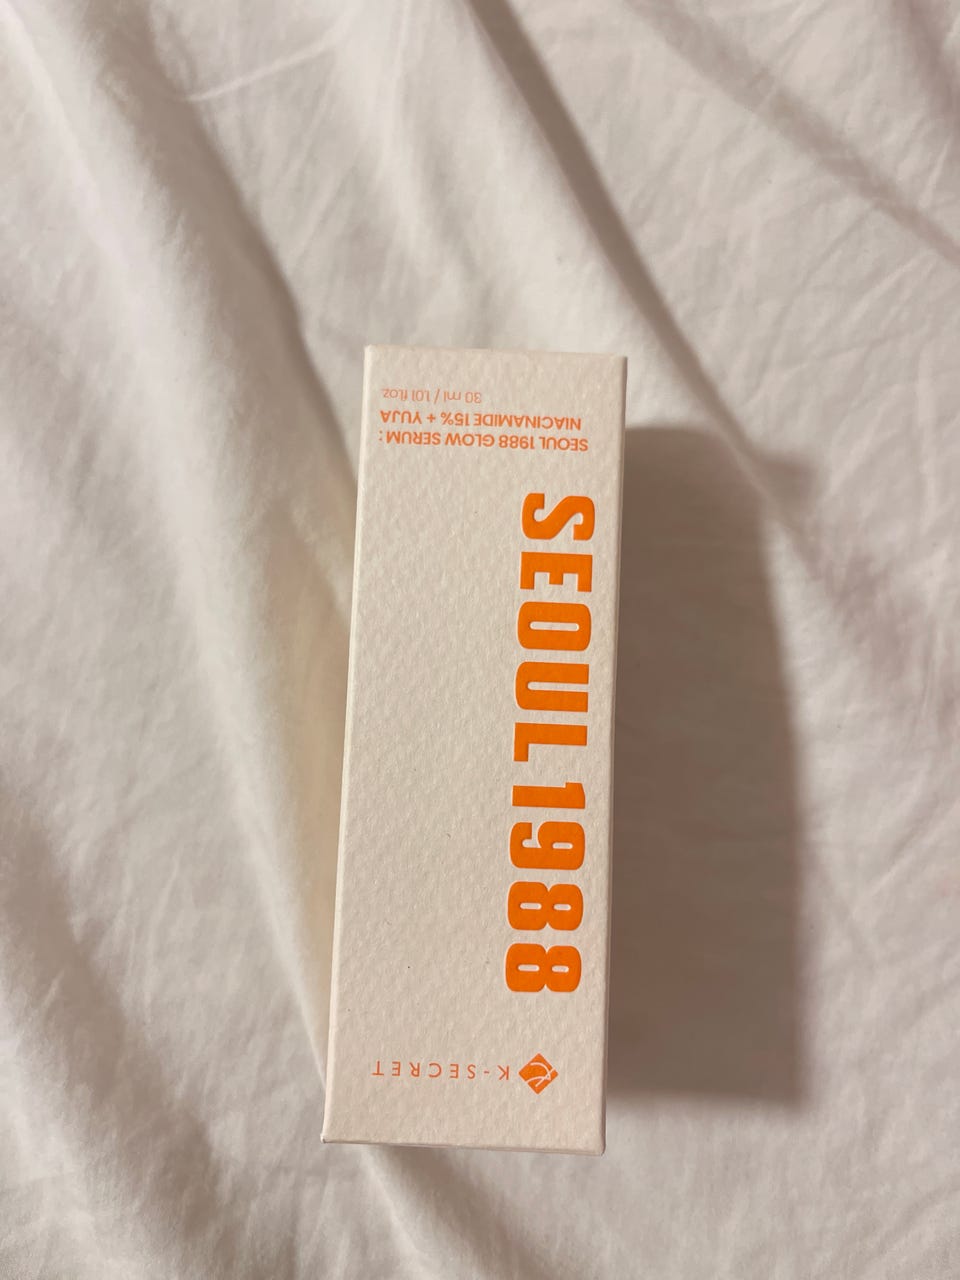 K-SECRET
SEOUL 1988
SEOUL 1988 GLOW SERUM :
NIACINAMIDE 15% + YUJA
30 ml / 1.01 fl.oz.